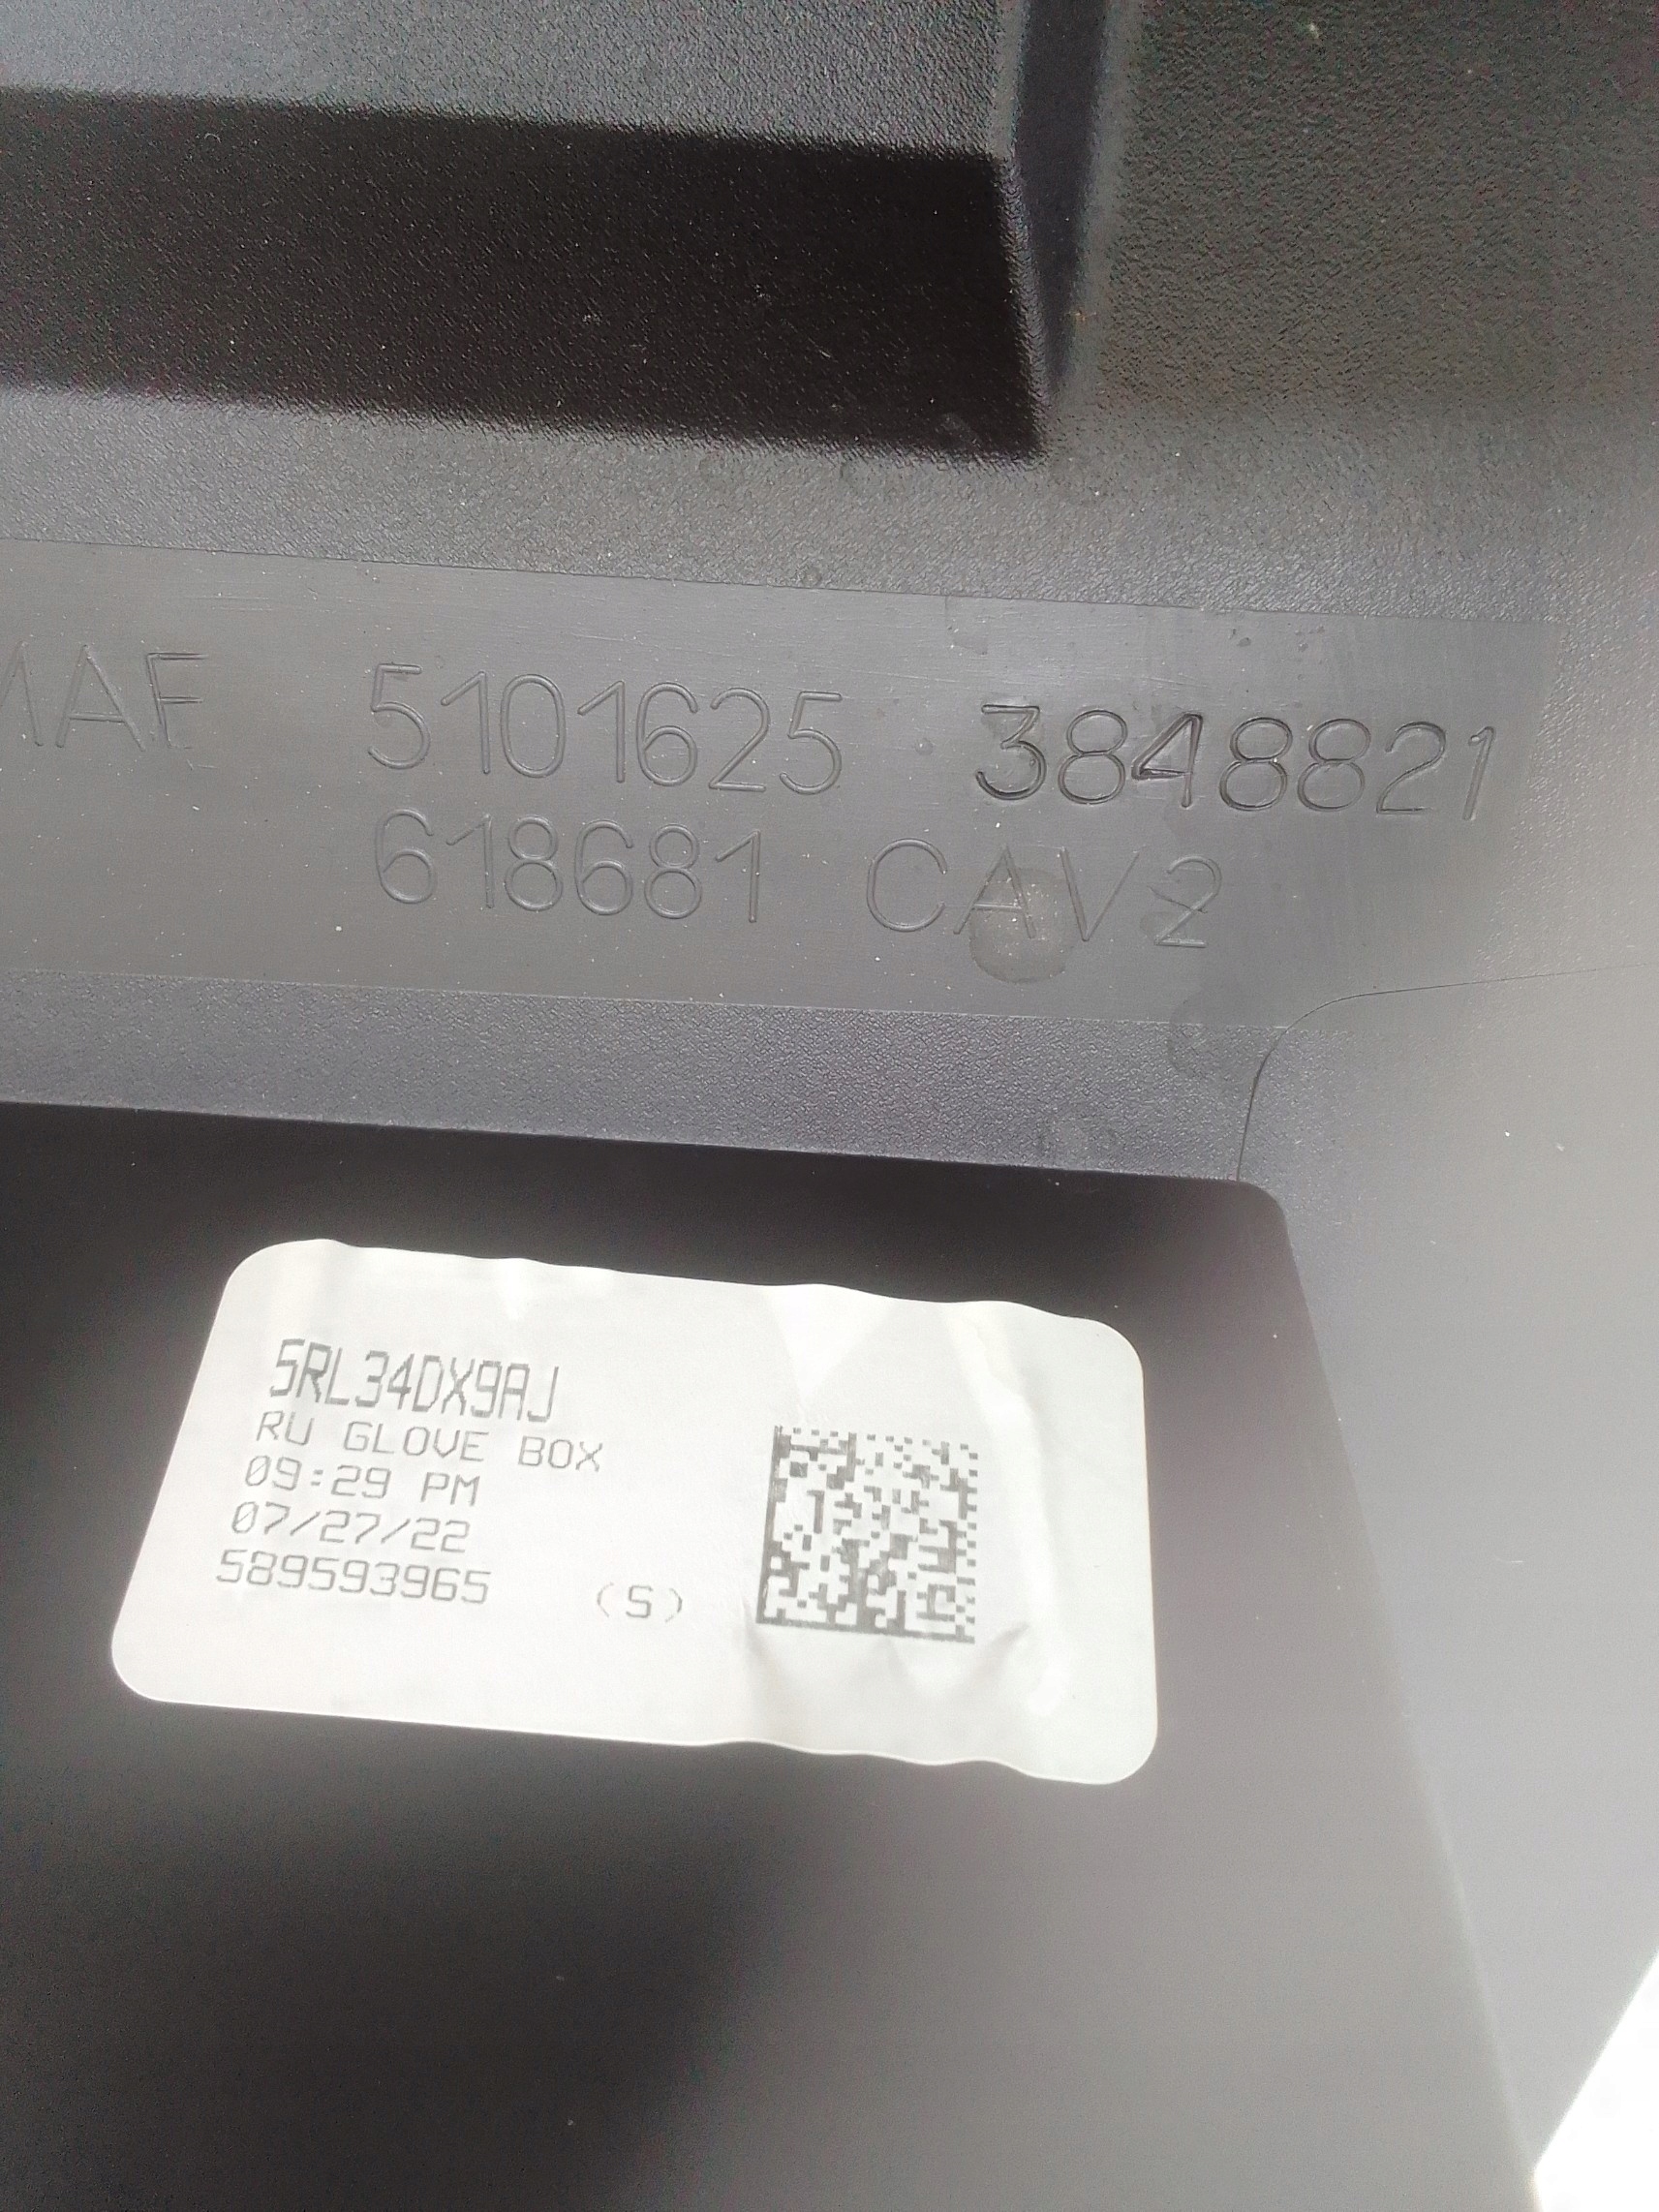 MAF 5101625 3848821
618681 CAV2
5RL34DX9AJ
RU GLOVE BOX
09:29 PM
07/27/22
589593965 (S)